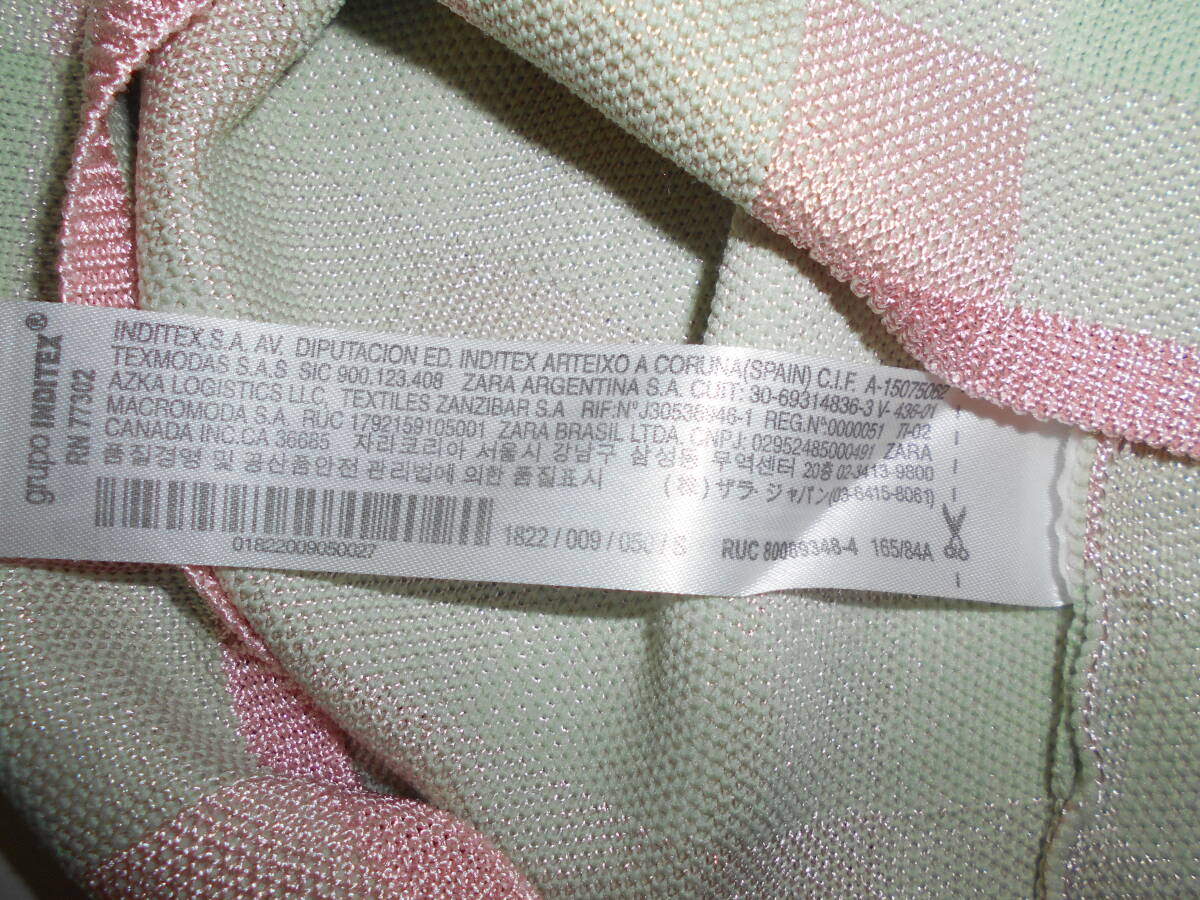 grupo INDITEX®
RN 77302
INDITEX,S.A. AV. DIPUTACION ED. INDITEX ARTEIXO A CORUÑA(SPAIN) C.I.F. A-15075062
TEXMODAS S.A.S SIC 900.123.408 ZARA ARGENTINA S.A. CUIT: 30-69314836-3 V- 436-01
AZKA LOGISTICS LLC, TEXTILES ZANZIBAR S.A RIF:NºJ30536946-1 REG.Nº0000051 TI-02
MACROMODA S.A. RUC 1792159105001 ZARA BRASIL LTDA. CNPJ: 02952485000491 ZARA
CANADA INC.CA 36685 자라코리아 서울시 강남구 삼성동 무역센터 20층 02-3413-9800
품질경영 및 공산품안전 관리법에 의한 품질표시 (株) ザラ・ジャパン(03-6415-8061)
01822009050027
1822 / 009 / 050 / S
RUC 80089348-4 165/84A